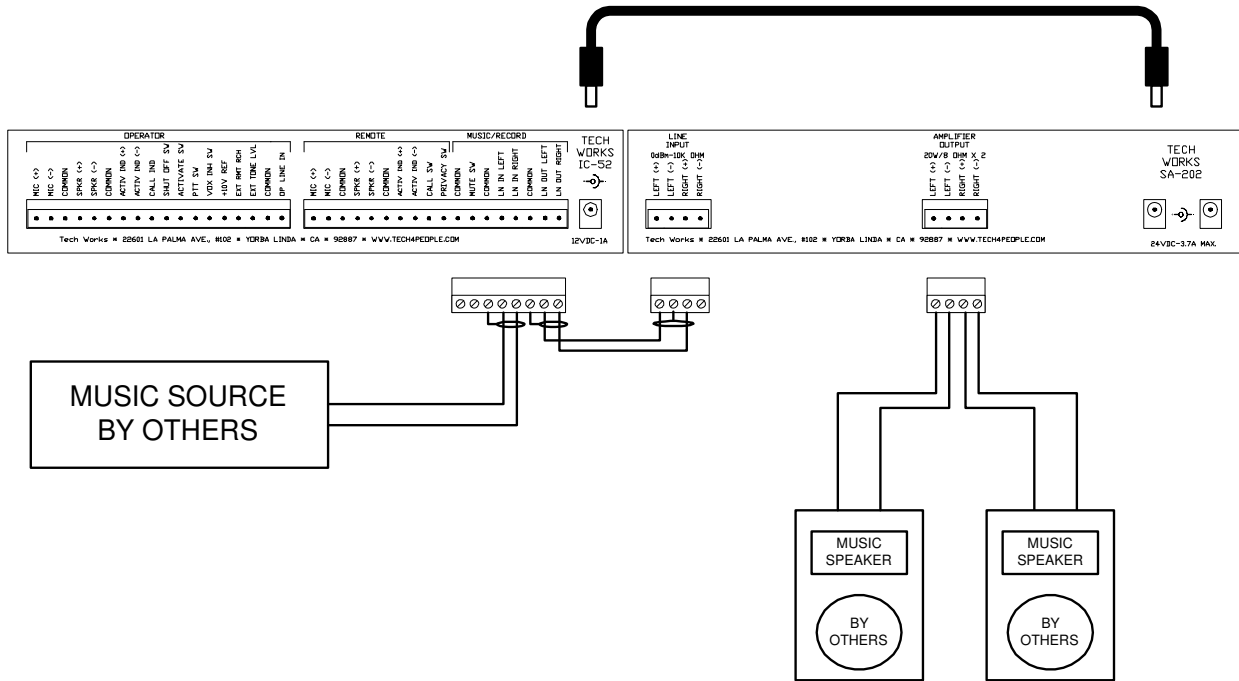 OPERATOR
REMOTE
MUSIC/RECORD
MIC (+)
MIC (-)
COMMON
SPKR (+)
SPKR (-)
COMMON
ACTIV IND (+)
ACTIV IND (-)
CALL IND
SHUT OFF SW
ACTIVATE SW
PTT SW
VOX INH SW
+10V REF
EXT RMT RCH
EXT TONE LVL
COMMON
OP LINE IN
MIC (+)
MIC (-)
COMMON
SPKR (+)
SPKR (-)
COMMON
ACTIV IND (+)
ACTIV IND (-)
CALL SW
PRIVACY SW
COMMON
MUTE SW
COMMON
LN IN LEFT
LN IN RIGHT
COMMON
LN OUT LEFT
LN OUT RIGHT
TECH
WORKS
IC-52
12VDC-1A
Tech Works * 22601 LA PALMA AVE., #102 * YORBA LINDA * CA * 92887 * WWW.TECH4PEOPLE.COM
LINE
INPUT
0dBm-10K OHM
LEFT (+)
LEFT (-)
RIGHT (+)
RIGHT (-)
AMPLIFIER
OUTPUT
20W/8 OHM X 2
LEFT (+)
LEFT (-)
RIGHT (+)
RIGHT (-)
TECH
WORKS
SA-202
24VDC-3.7A MAX.
Tech Works * 22601 LA PALMA AVE., #102 * YORBA LINDA * CA * 92887 * WWW.TECH4PEOPLE.COM
MUSIC SOURCE
BY OTHERS
MUSIC
SPEAKER
BY
OTHERS
MUSIC
SPEAKER
BY
OTHERS